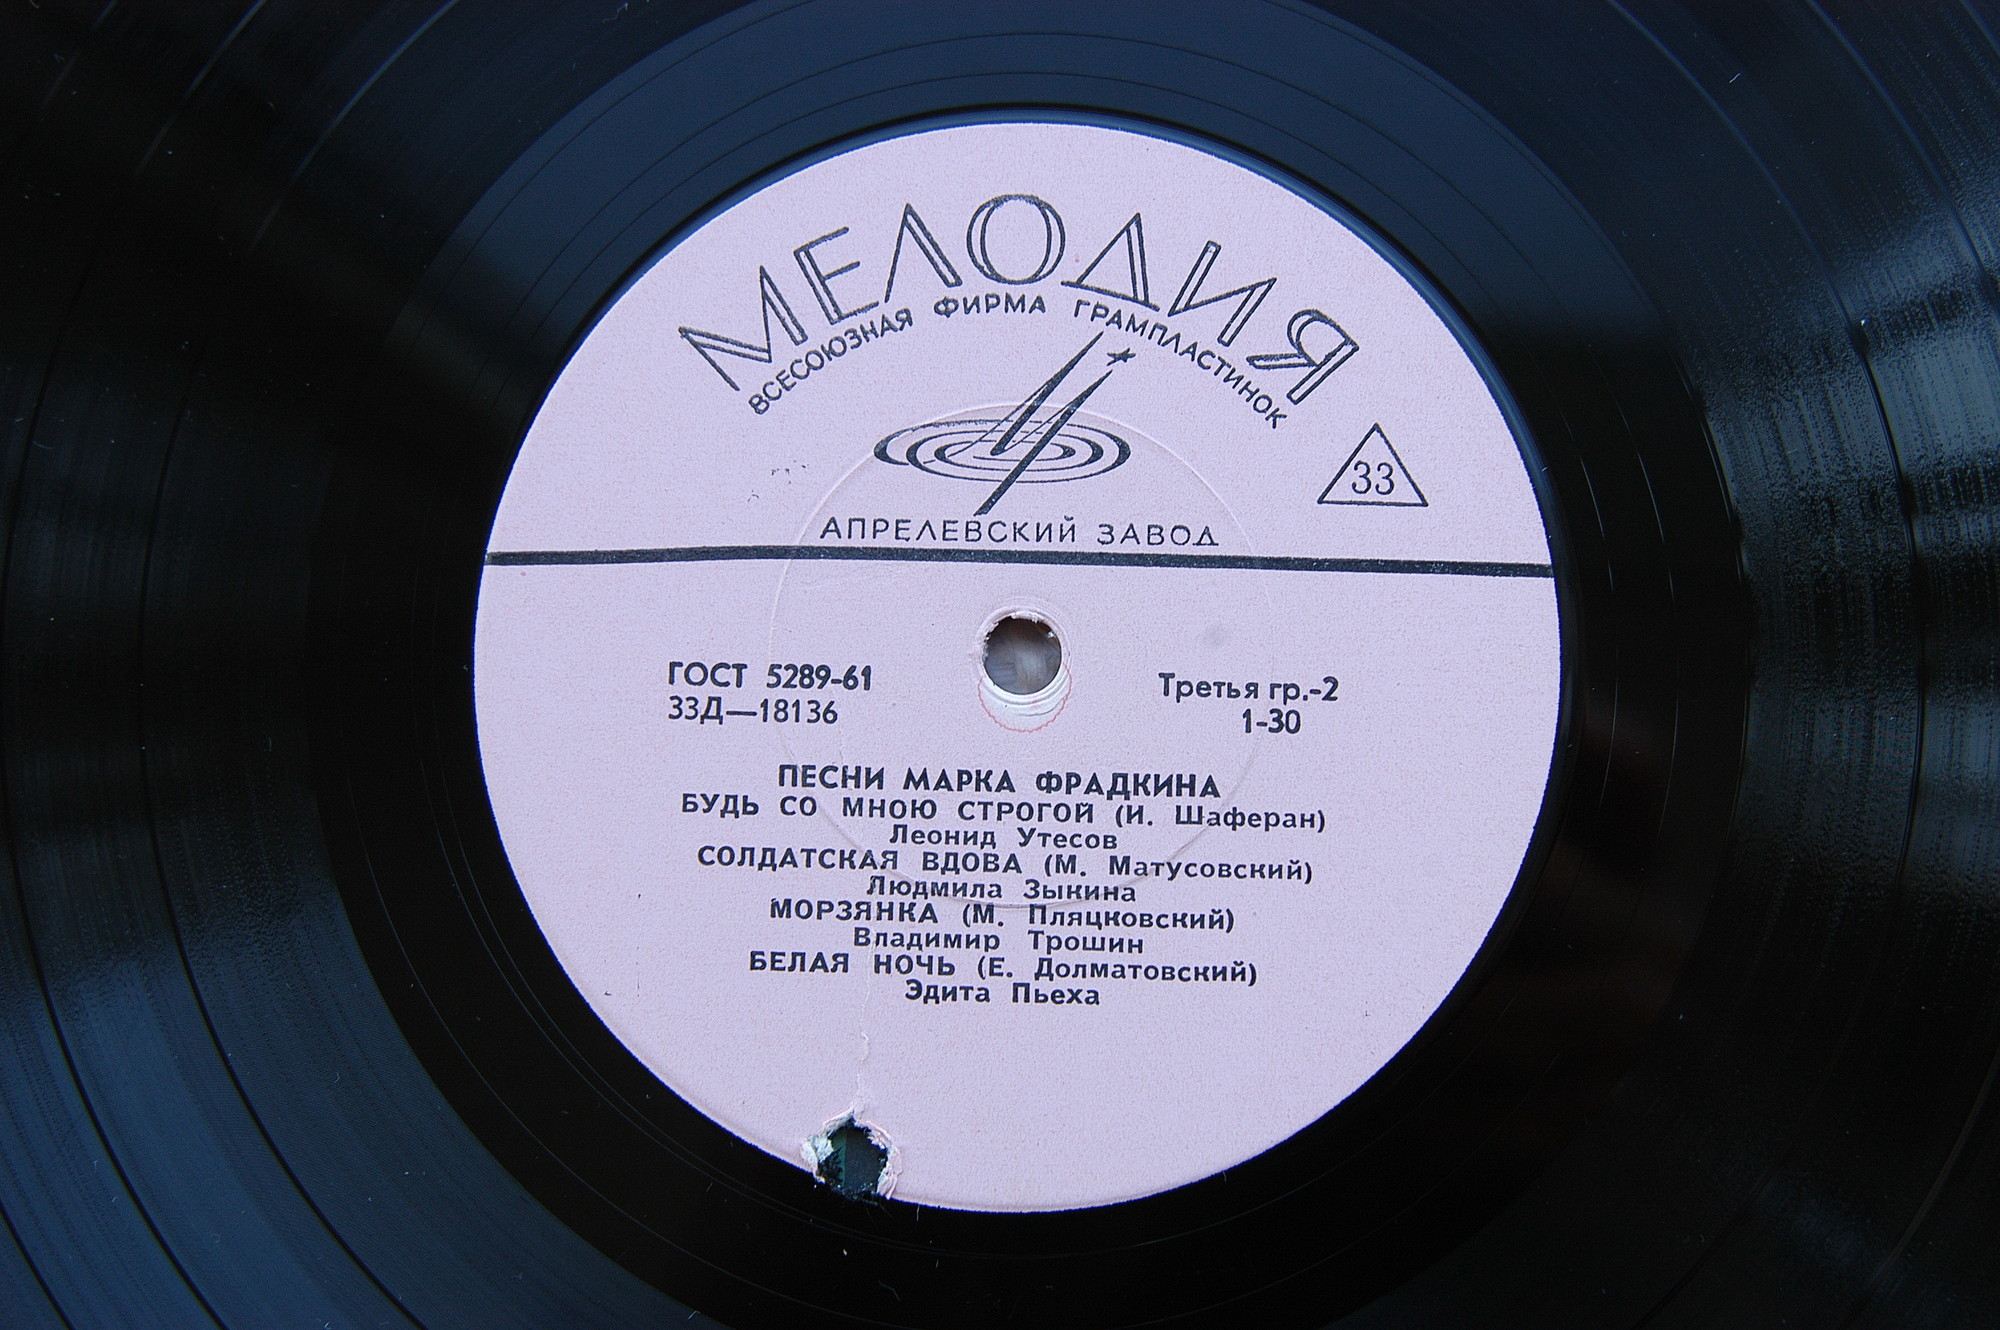 МЕЛОДИЯ
ВСЕСОЮЗНАЯ ФИРМА ГРАМПЛАСТИНОК
33
АПРЕЛЕВСКИЙ ЗАВОД
ГОСТ 5289-61 Третья гр.-2
33Д—18136 1-30
ПЕСНИ МАРКА ФРАДКИНА
БУДЬ СО МНОЮ СТРОГОЙ (И. Шаферан)
Леонид Утесов
СОЛДАТСКАЯ ВДОВА (М. Матусовский)
Людмила Зыкина
МОРЗЯНКА (М. Пляцковский)
Владимир Трошин
БЕЛАЯ НОЧЬ (Е. Долматовский)
Эдита Пьеха